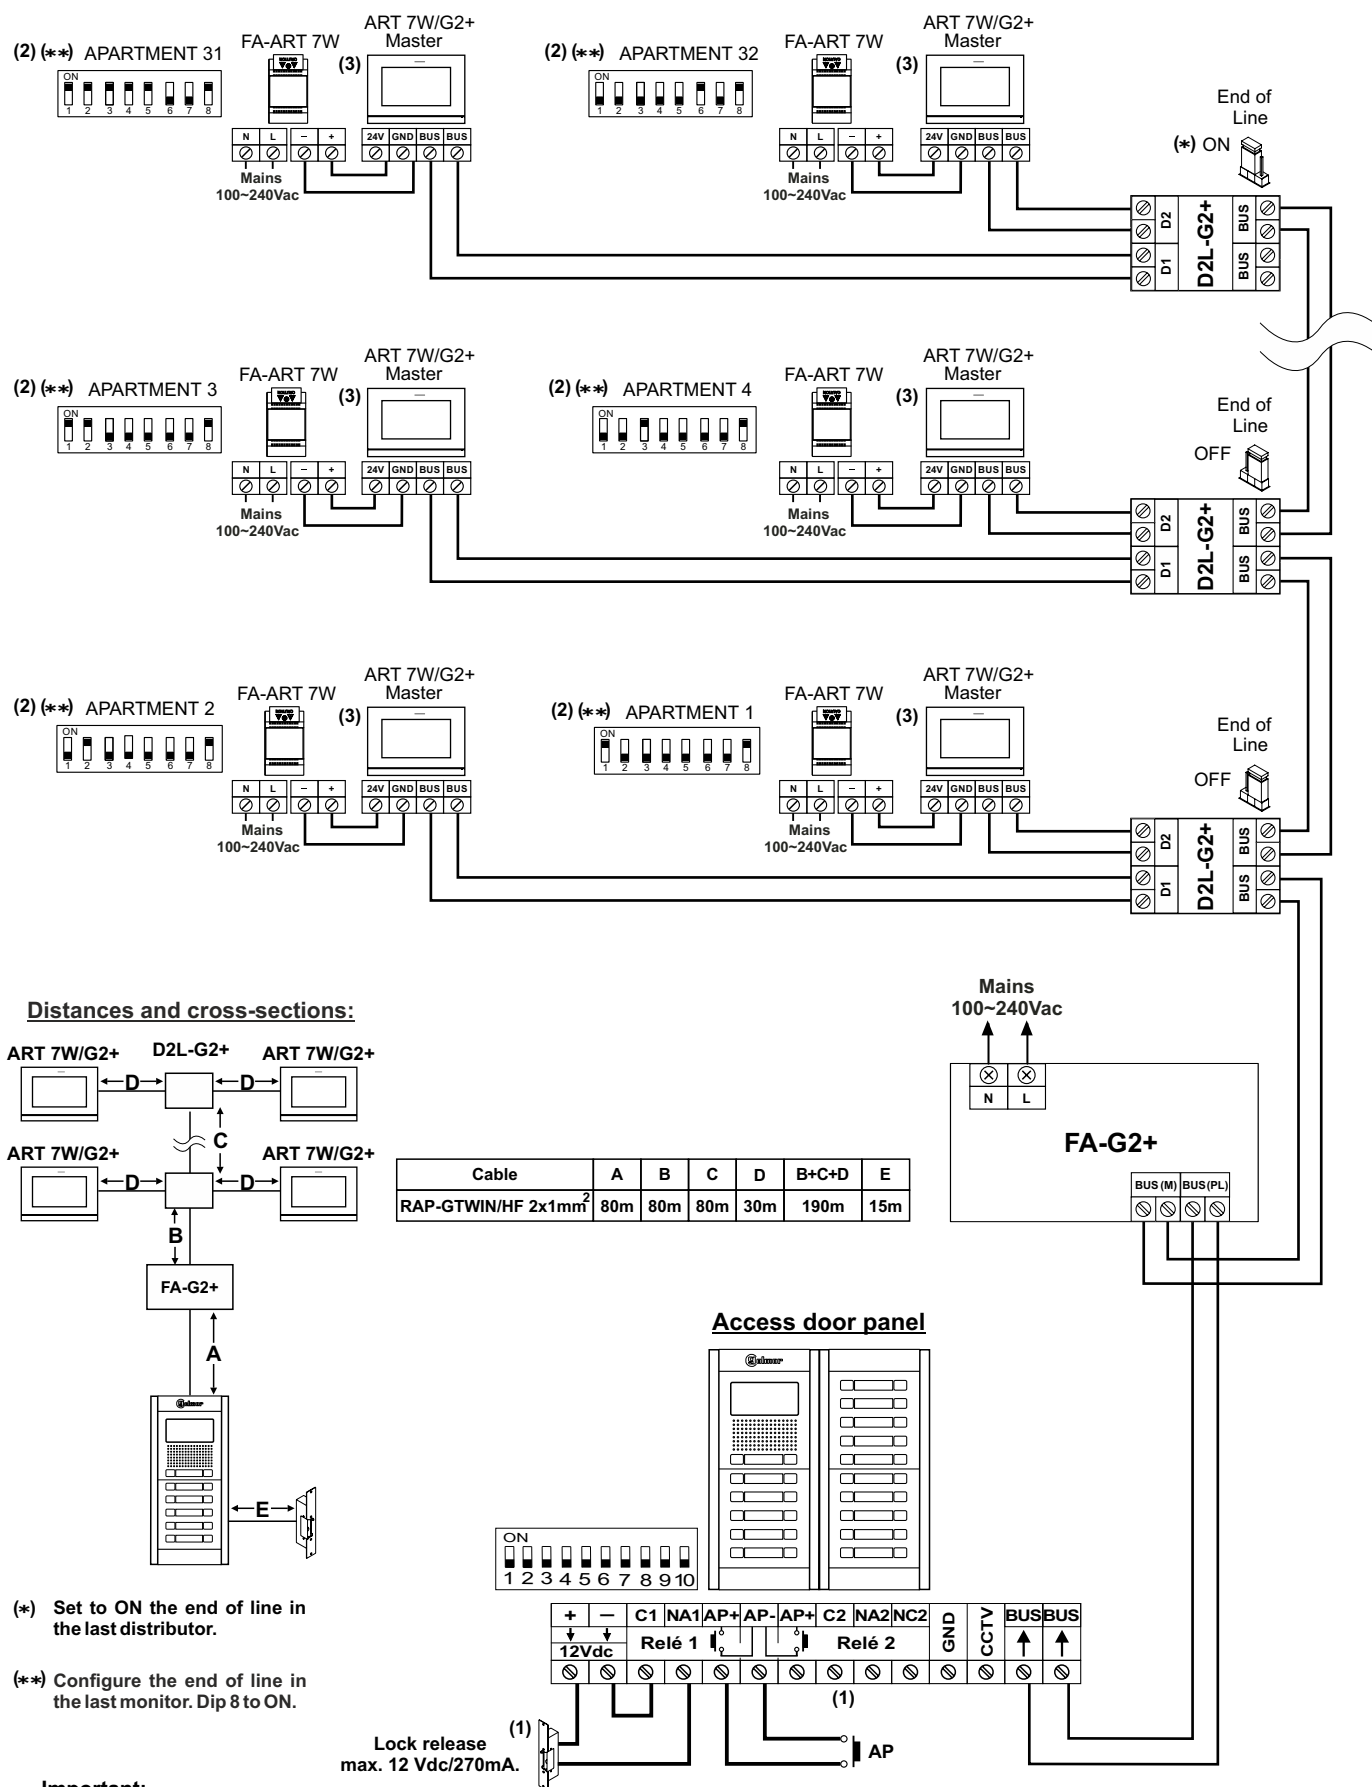 (2) (**) APARTMENT 31
FA-ART 7W
ART 7W/G2+
Master
(3)
ON
1 2 3 4 5 6 7 8
N L – +
24V GND BUS BUS
Mains
100~240Vac
(2) (**) APARTMENT 32
FA-ART 7W
ART 7W/G2+
Master
(3)
ON
1 2 3 4 5 6 7 8
N L – +
24V GND BUS BUS
Mains
100~240Vac
End of
Line
(*) ON
D2
D1
D2L-G2+
BUS
BUS
(2) (**) APARTMENT 3
FA-ART 7W
ART 7W/G2+
Master
(3)
ON
1 2 3 4 5 6 7 8
N L – +
24V GND BUS BUS
Mains
100~240Vac
(2) (**) APARTMENT 4
FA-ART 7W
ART 7W/G2+
Master
(3)
ON
1 2 3 4 5 6 7 8
N L – +
24V GND BUS BUS
Mains
100~240Vac
End of
Line
OFF
D2
D1
D2L-G2+
BUS
BUS
(2) (**) APARTMENT 2
FA-ART 7W
ART 7W/G2+
Master
(3)
ON
1 2 3 4 5 6 7 8
N L – +
24V GND BUS BUS
Mains
100~240Vac
(2) (**) APARTMENT 1
FA-ART 7W
ART 7W/G2+
Master
(3)
ON
1 2 3 4 5 6 7 8
N L – +
24V GND BUS BUS
Mains
100~240Vac
End of
Line
OFF
D2
D1
D2L-G2+
BUS
BUS
Distances and cross-sections:
ART 7W/G2+ D2L-G2+ ART 7W/G2+
D D
C
ART 7W/G2+ ART 7W/G2+
D D
B
FA-G2+
A
Golmar
E
Cable A B C D B+C+D E
RAP-GTWIN/HF 2x1mm² 80m 80m 80m 30m 190m 15m
Mains
100~240Vac
N L
FA-G2+
BUS (M) BUS (PL)
Access door panel
Golmar
ON
1 2 3 4 5 6 7 8 9 10
+ – C1 NA1 AP+ AP- AP+ C2 NA2 NC2 GND CCTV BUS BUS
12Vdc Relé 1 Relé 2
(1)
(1)
Lock release
max. 12 Vdc/270mA.
AP
(*) Set to ON the end of line in
the last distributor.
(**) Configure the end of line in
the last monitor. Dip 8 to ON.
Important: